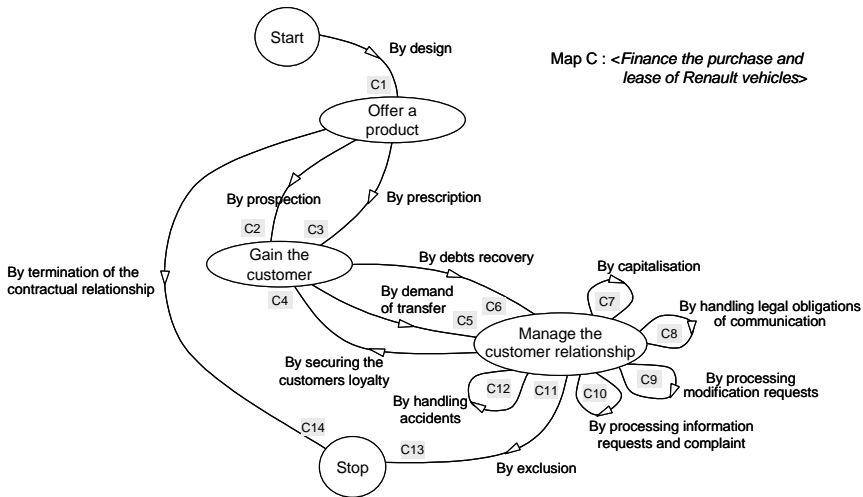 Start
By design
Map C : <Finance the purchase and
lease of Renault vehicles>
C1
Offer a
product
By prospection
By prescription
C2
C3
Gain the
customer
By termination of the
contractual relationship
By debts recovery
C4
By demand
of transfer
C6
C5
By capitalisation
C7
By handling legal obligations
of communication
C8
Manage the
customer relationship
By securing the
customers loyalty
C12
C11
C10
C9
By processing
modification requests
By handling
accidents
By processing information
requests and complaint
C14
C13
Stop
By exclusion